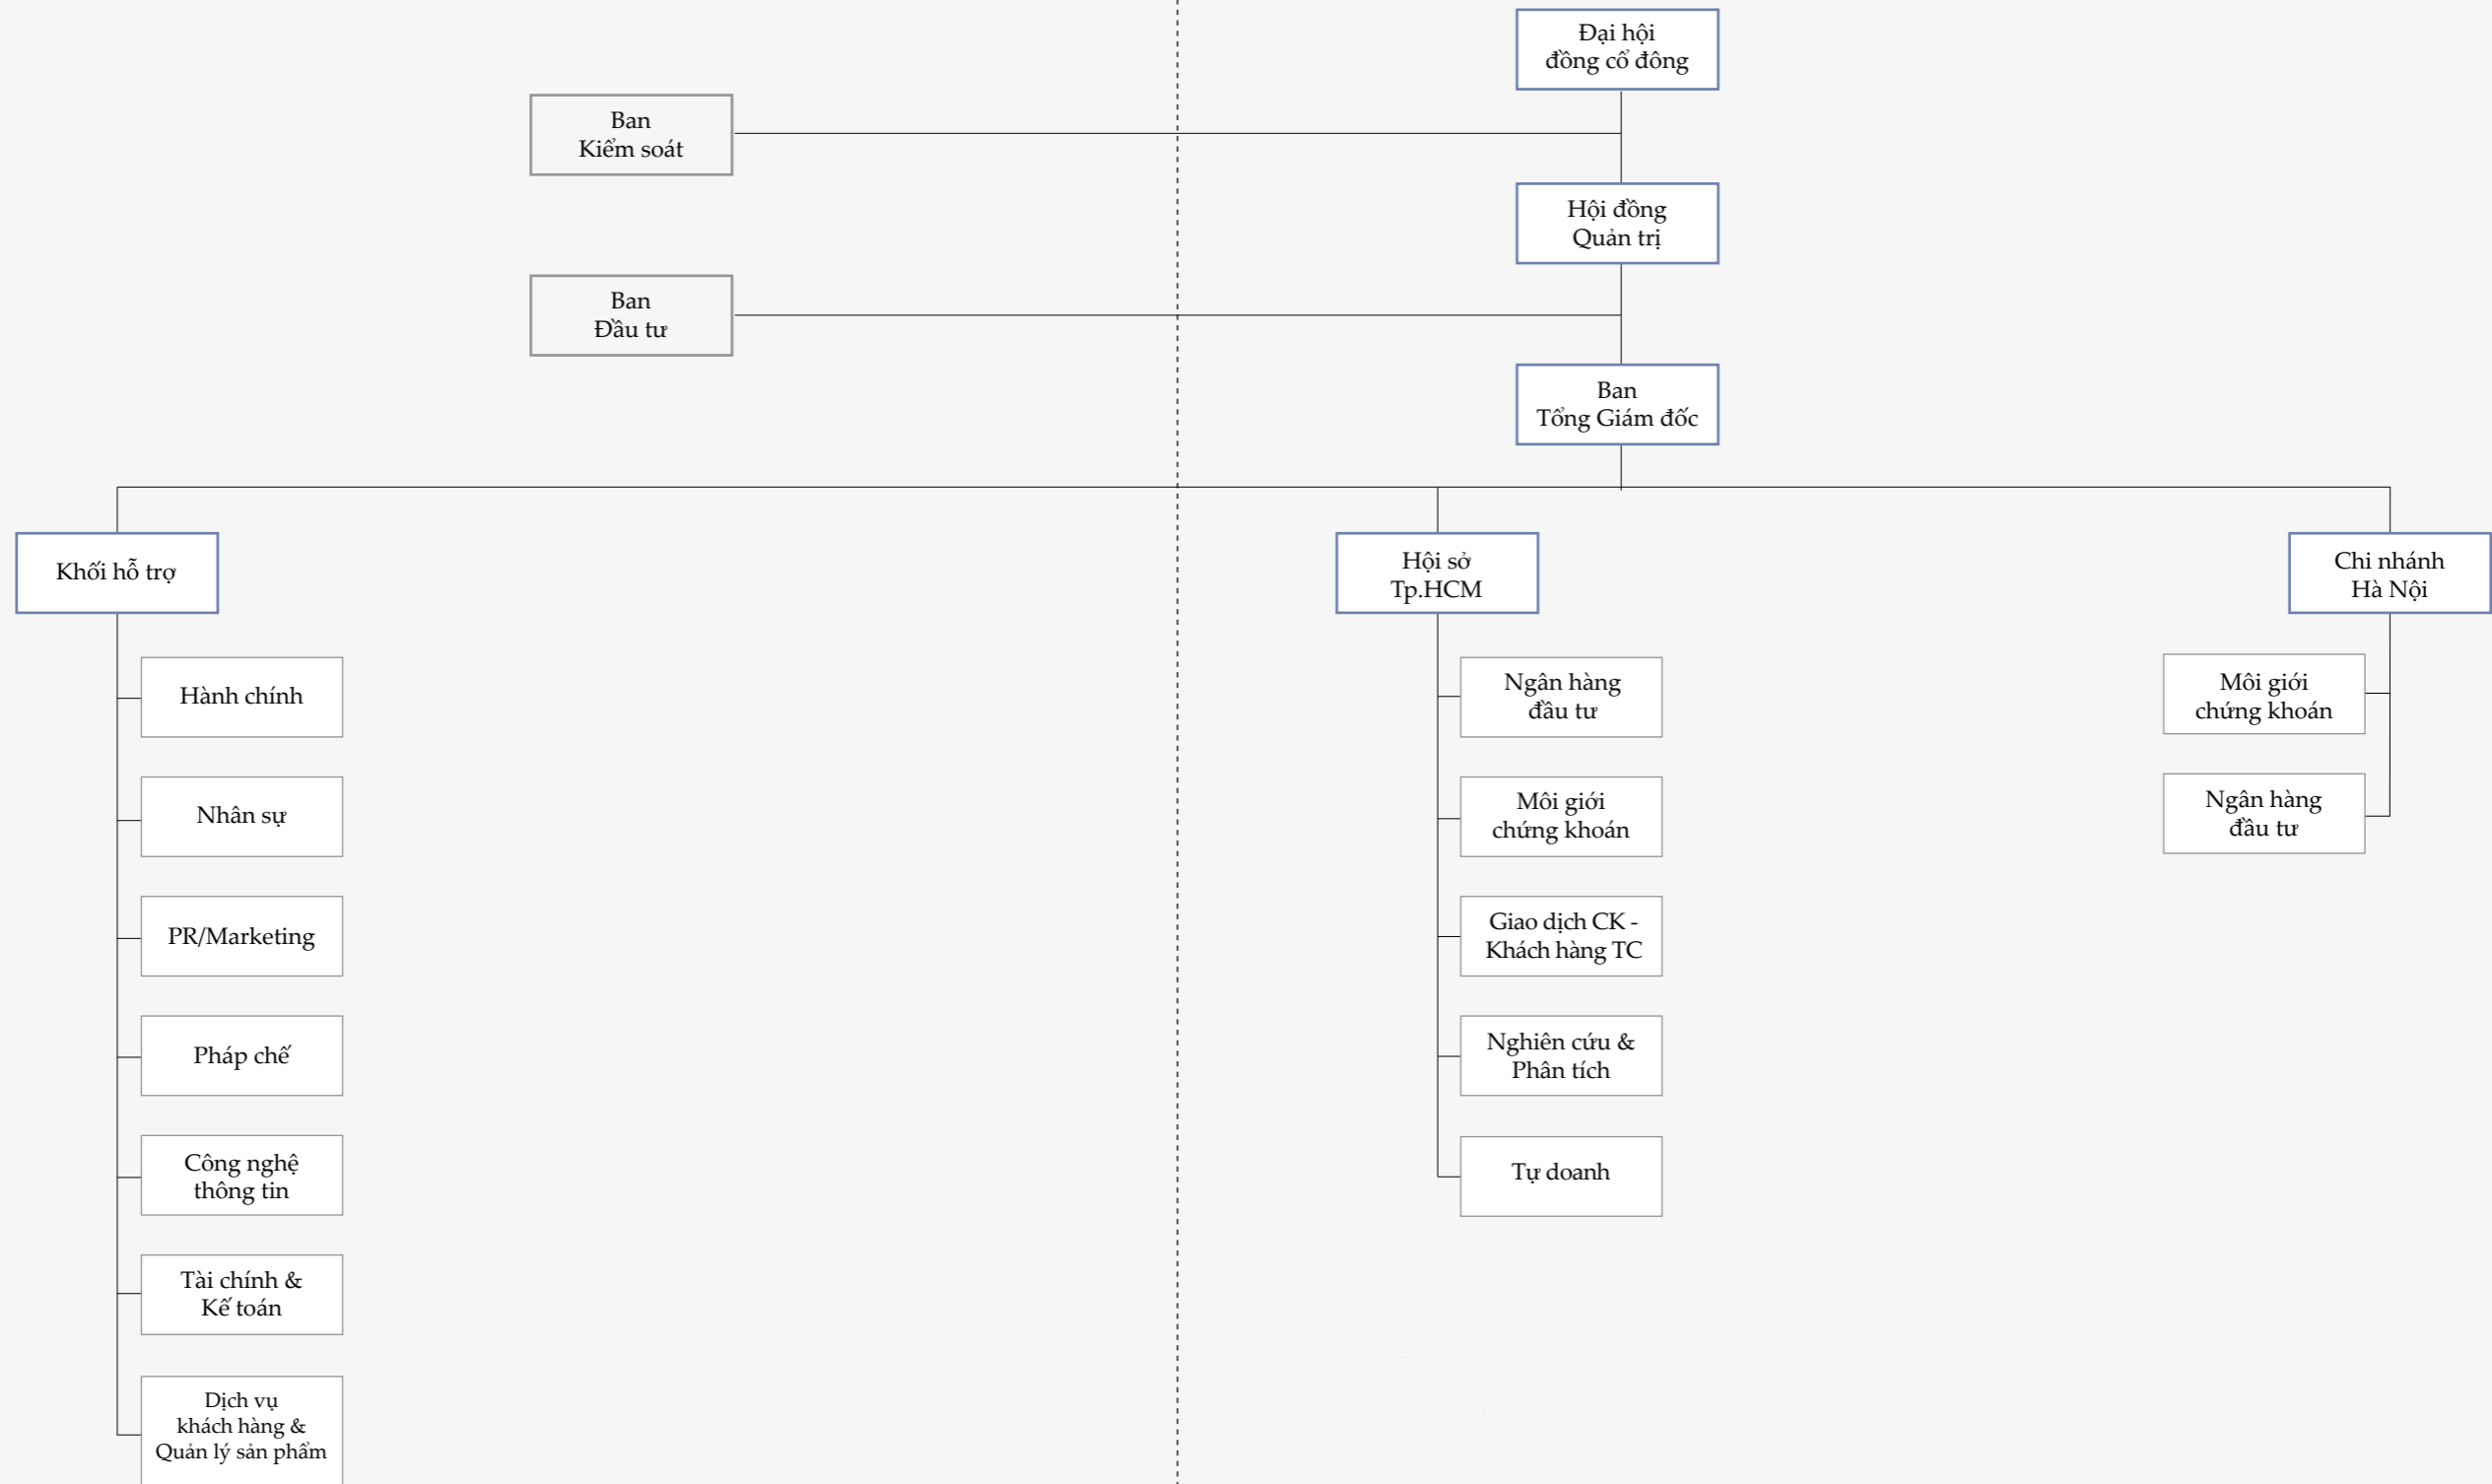 Đại hội
đồng cổ đông
Ban
Kiểm soát
Hội đồng
Quản trị
Ban
Đầu tư
Ban
Tổng Giám đốc
Khối hỗ trợ
Hội sở
Tp.HCM
Chi nhánh
Hà Nội
Hành chính
Nhân sự
PR/Marketing
Pháp chế
Công nghệ
thông tin
Tài chính &
Kế toán
Dịch vụ
khách hàng &
Quản lý sản phẩm
Ngân hàng
đầu tư
Môi giới
chứng khoán
Giao dịch CK -
Khách hàng TC
Nghiên cứu &
Phân tích
Tự doanh
Môi giới
chứng khoán
Ngân hàng
đầu tư